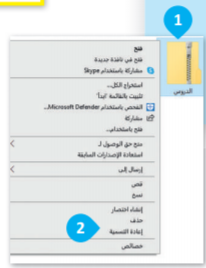 1
الدروس
فتح
فتح في نافذة جديدة
مشاركة باستخدام Skype
استخراج الكل...
تثبيت بالقائمة "ابدأ"
الفحص باستخدام Microsoft Defender...
مشاركة
فتح باستخدام...
منح حق الوصول لـ
استعادة الإصدارات السابقة
إرسال إلى
قص
نسخ
إنشاء اختصار
حذف
2
إعادة التسمية
خصائص